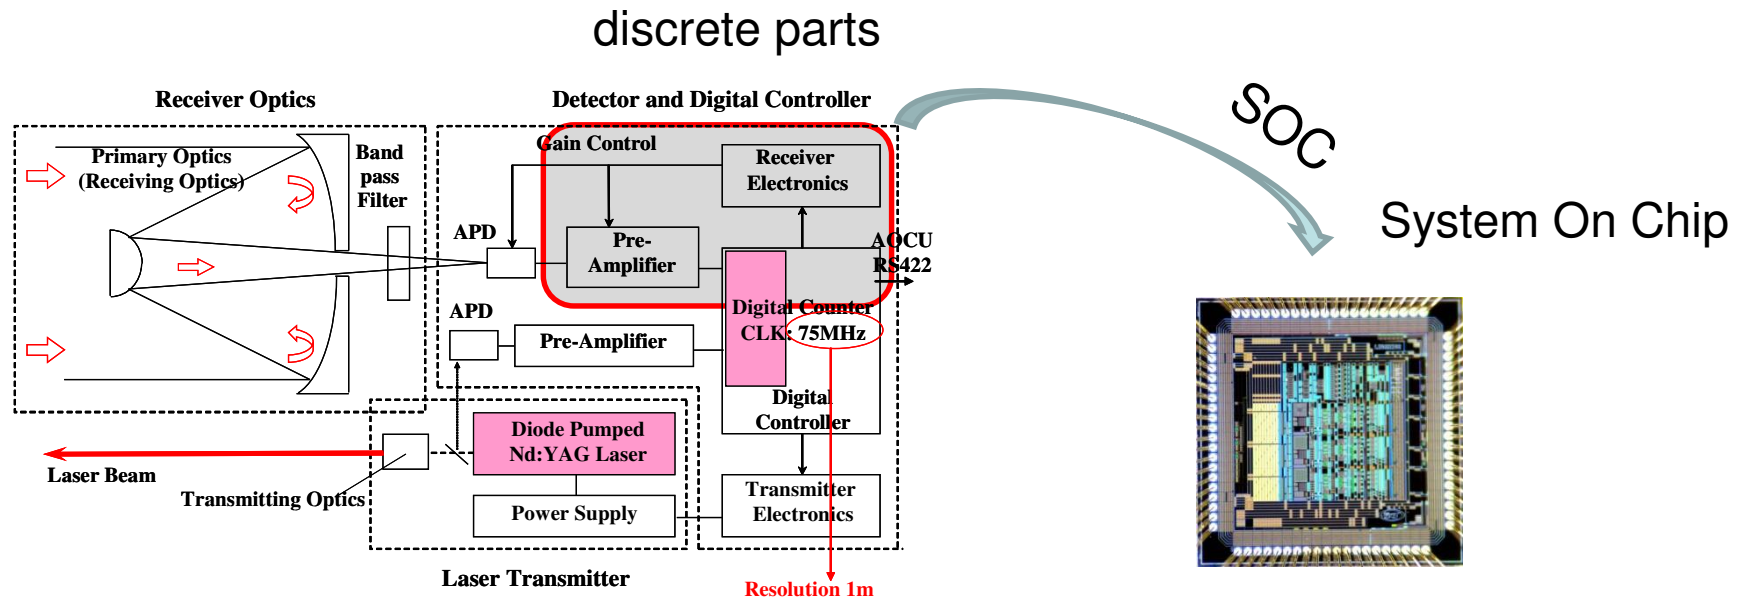 discrete parts
Receiver Optics
Detector and Digital Controller
SOC
System On Chip
Primary Optics
(Receiving Optics)
Band
pass
Filter
Gain Control
Receiver
Electronics
APD
Pre-
Amplifier
AOCU
RS422
APD
Pre-Amplifier
Digital Counter
CLK: 75MHz
Digital
Controller
Diode Pumped
Nd:YAG Laser
Laser Beam
Transmitting Optics
Power Supply
Transmitter
Electronics
Laser Transmitter
Resolution 1m